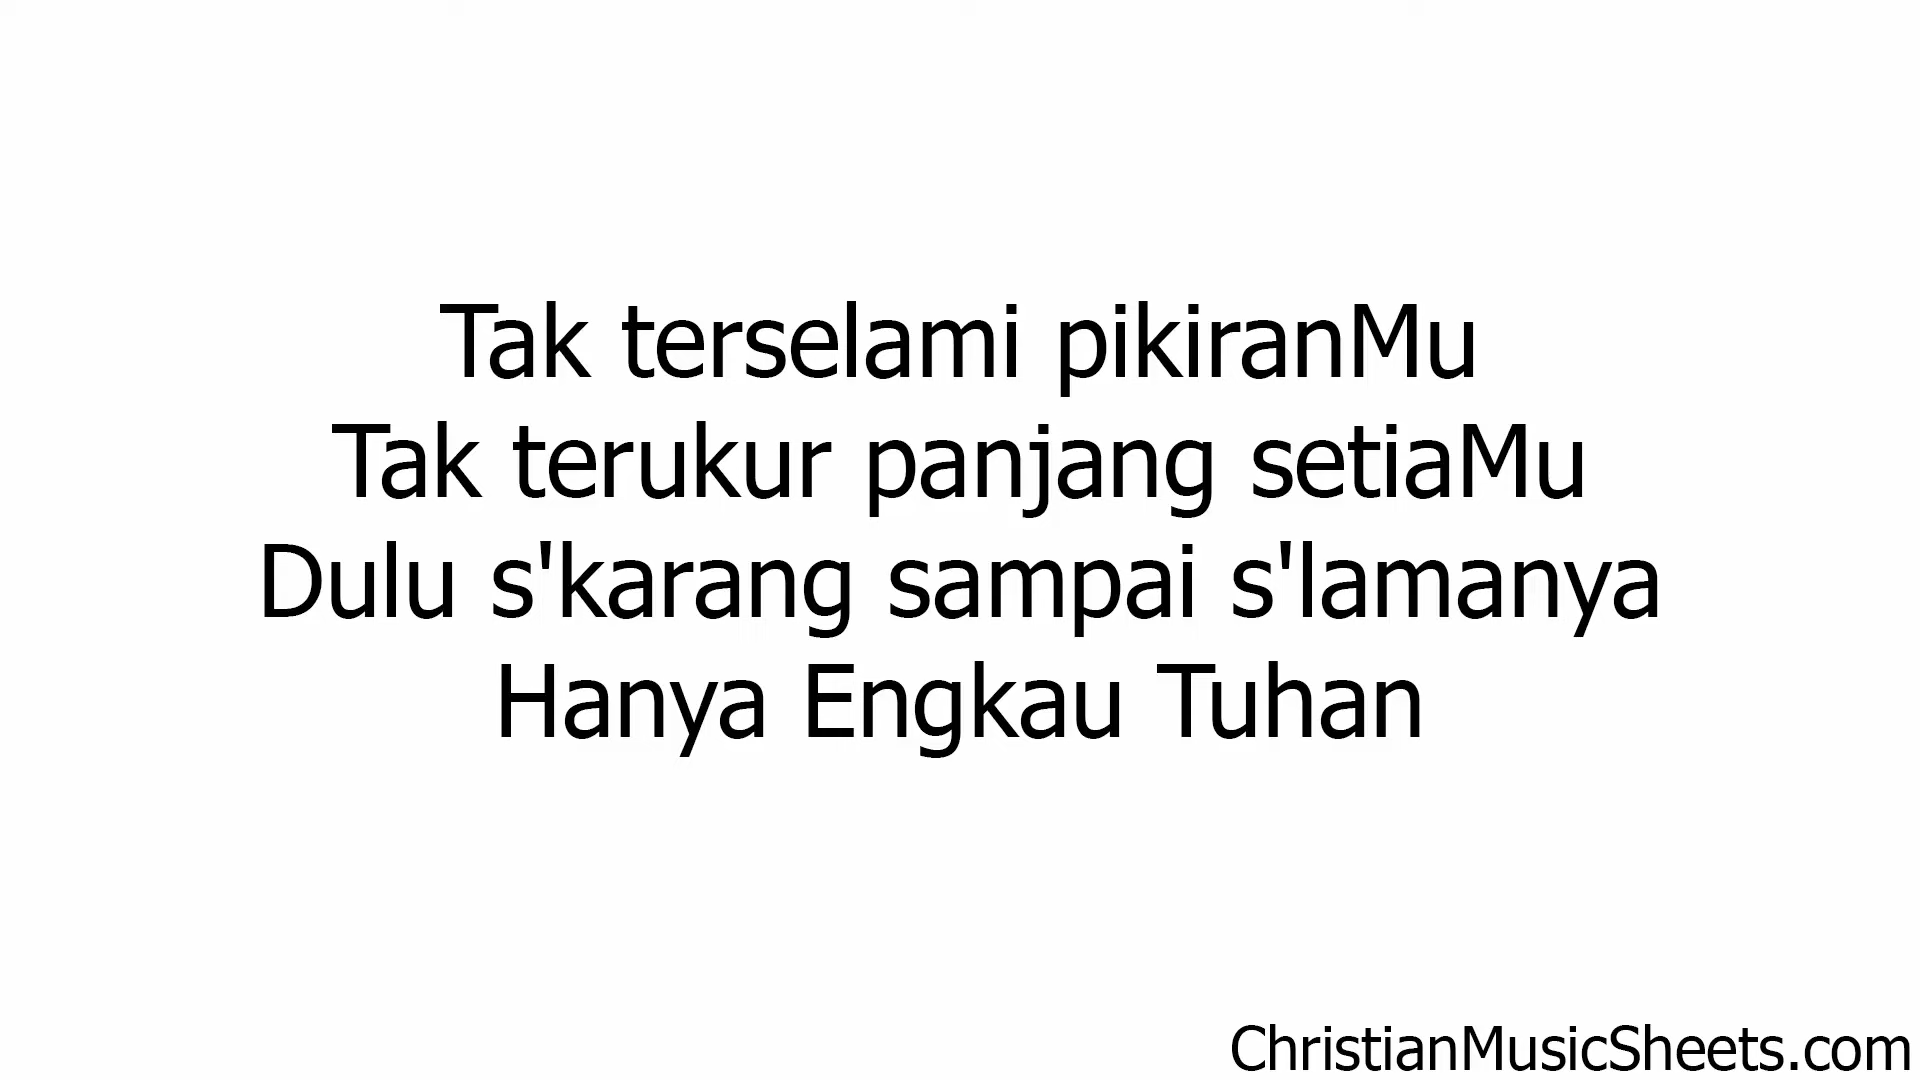 Tak terselami pikiranMu
Tak terukur panjang setiaMu
Dulu s'karang sampai s'lamanya
Hanya Engkau Tuhan
ChristianMusicSheets.com